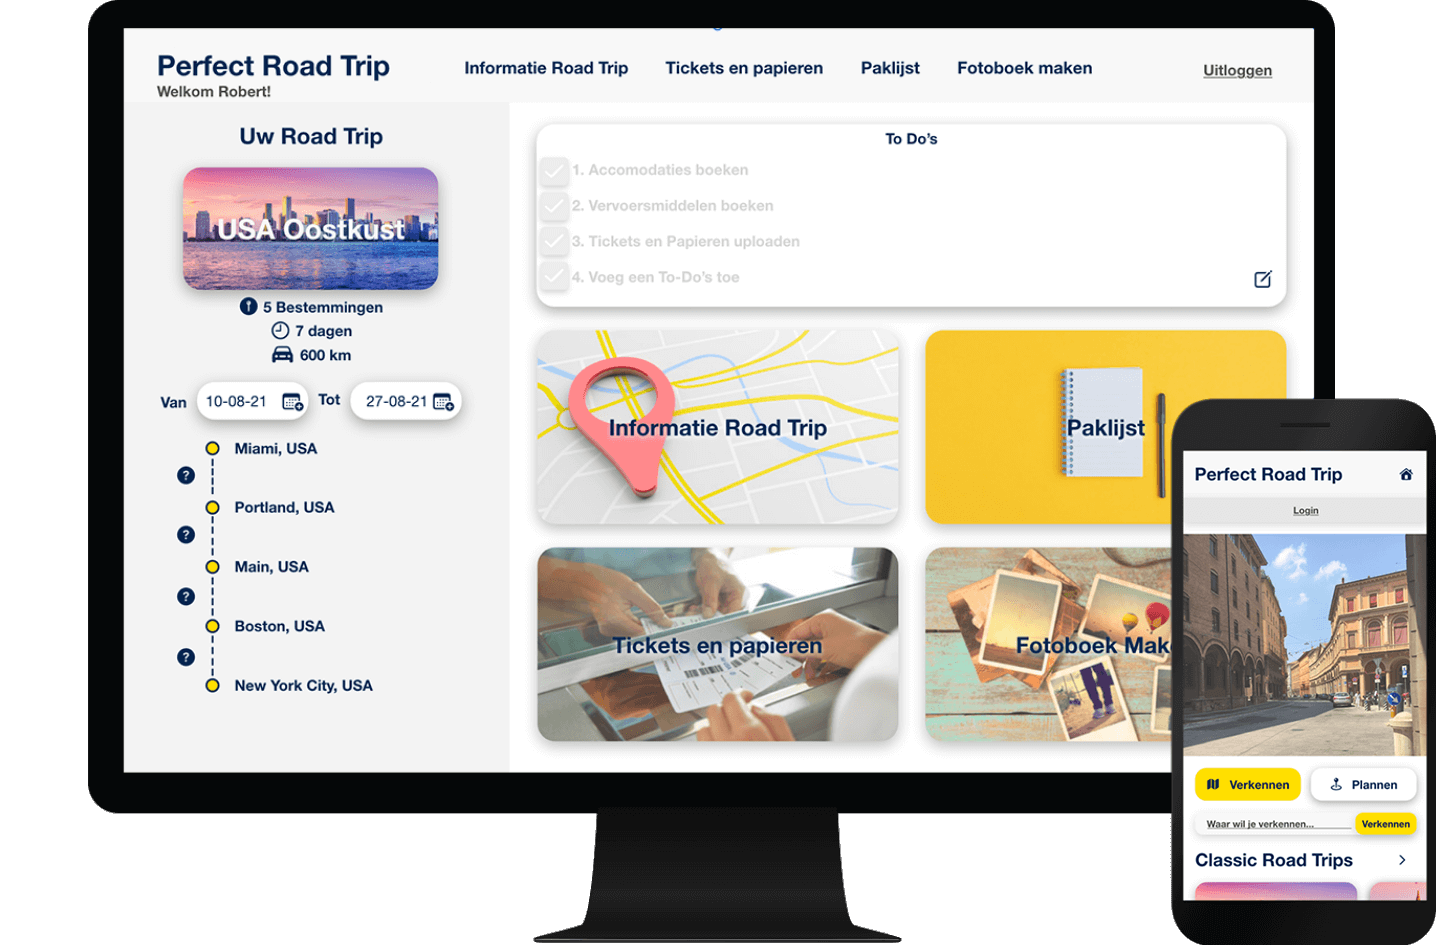 Perfect Road Trip
Welkom Robert!
Informatie Road Trip
Tickets en papieren
Paklijst
Fotoboek maken
Uitloggen
Uw Road Trip
USA Oostkust
5 Bestemmingen
7 dagen
600 km
Van 10-08-21 Tot 27-08-21
Miami, USA
?
Portland, USA
?
Main, USA
?
Boston, USA
?
New York City, USA
To Do's
1. Accomodaties boeken
2. Vervoersmiddelen boeken
3. Tickets en Papieren uploaden
4. Voeg een To-Do's toe
Informatie Road Trip
Paklijst
Tickets en papieren
Fotoboek Mak
Perfect Road Trip
Login
Verkennen
Plannen
Waar wil je verkennen...
Verkennen
Classic Road Trips